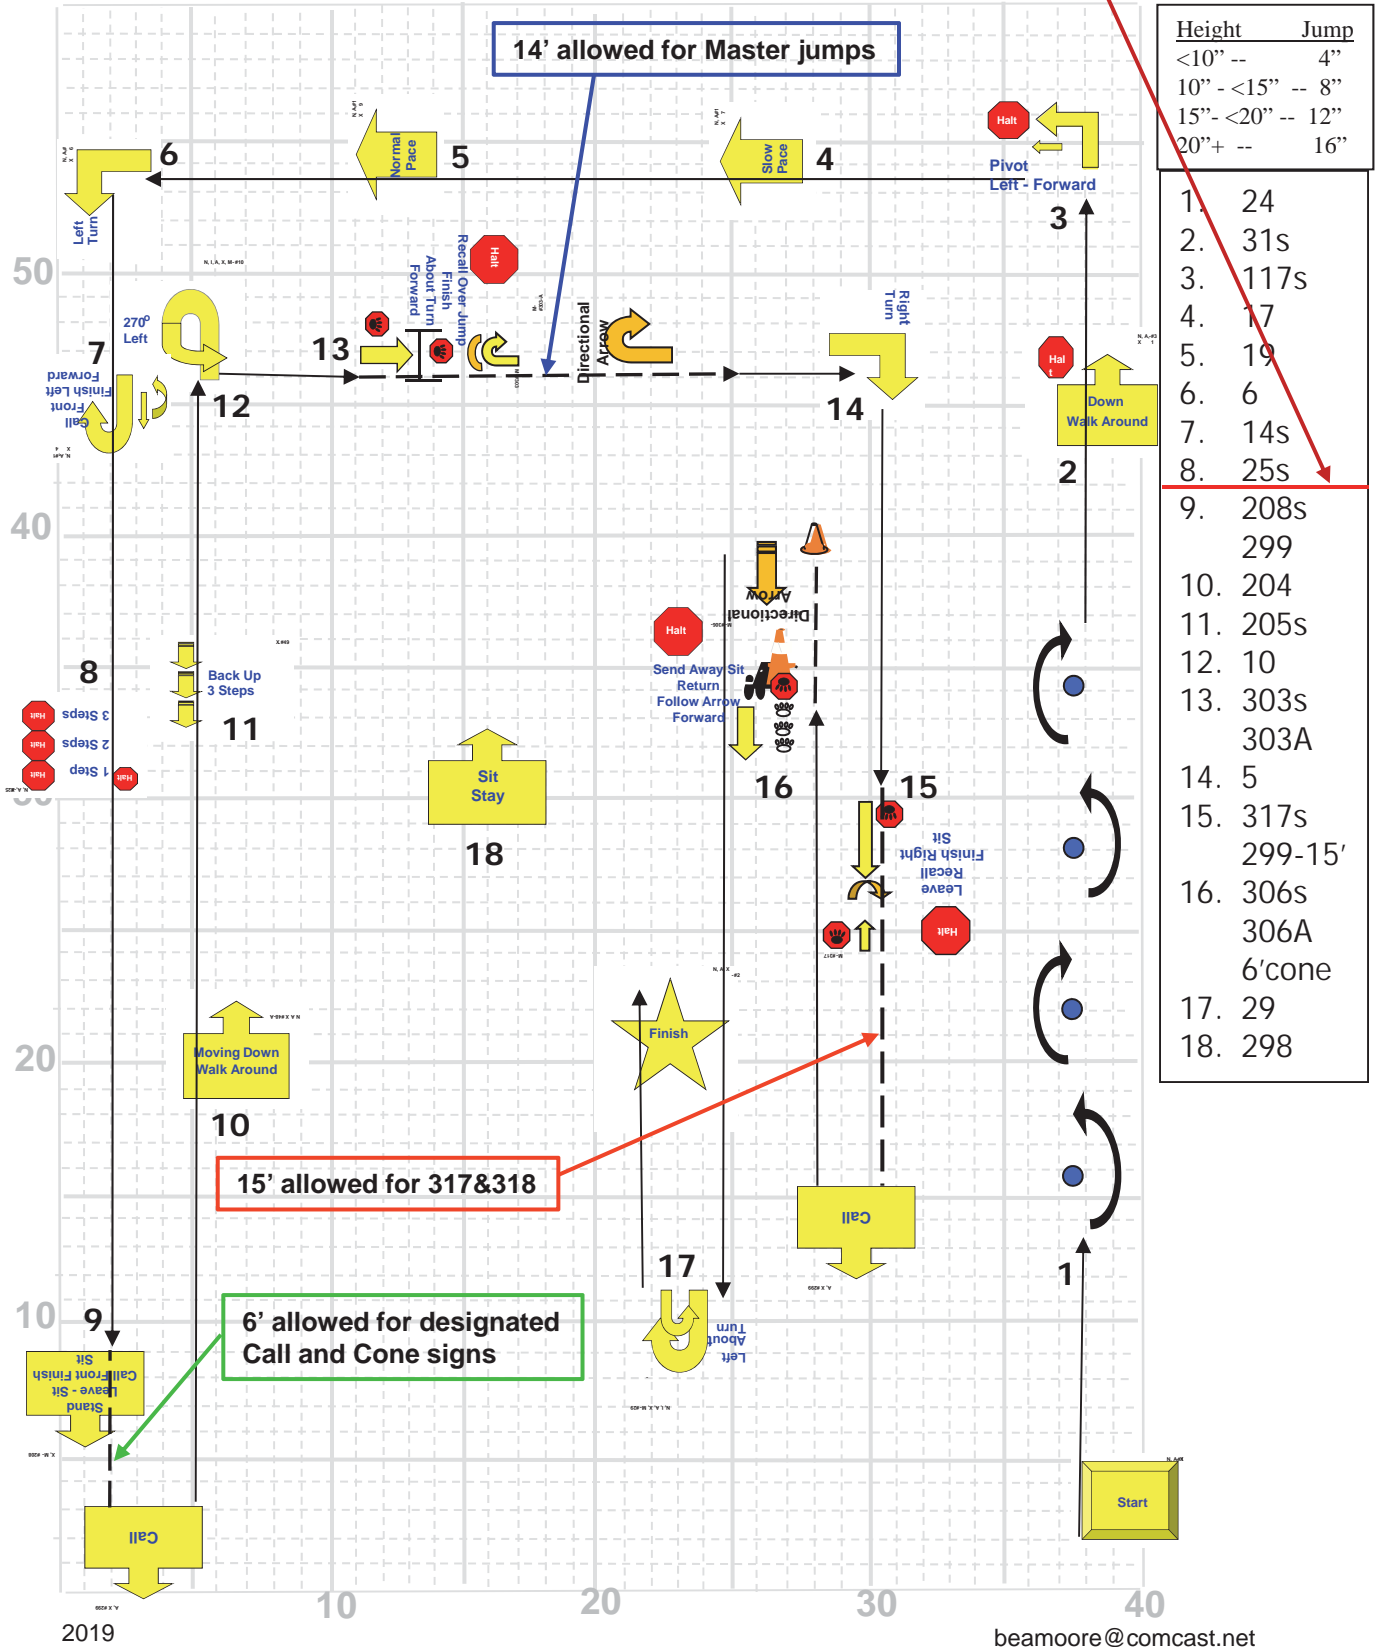 14’ allowed for Master jumps
Height Jump
<10” -- 4”
10” - <15” -- 8”
15”- <20” -- 12”
20”+ -- 16”
1. 24
2. 31s
3. 117s
4. 17
5. 19
6. 6
7. 14s
8. 25s
9. 208s
299
10. 204
11. 205s
12. 10
13. 303s
303A
14. 5
15. 317s
299-15’
16. 306s
306A
6’cone
17. 29
18. 298
6
Left
Turn
Normal
Pace
5
Slow
Pace
4
Halt
Pivot
Left - Forward
3
50
270º
Left
7
Call
Front
Finish Left
Forward
12
13
Recall Over Jump
Finish
About Turn
Forward
Halt
Directional
Arrow
Right
Turn
14
Hal
t
Down
Walk Around
2
40
8
3 Steps
Halt
2 Steps
Halt
1 Step
Halt
Halt
Back Up
3 Steps
11
Halt
Directional
Arrow
Send Away Sit
Return
Follow Arrow
Forward
16
15
Leave
Recall
Finish Right
Sit
Halt
Sit
Stay
18
Finish
20
Moving Down
Walk Around
10
15’ allowed for 317&318
Call
17
Left
About
Turn
1
10
9
6’ allowed for designated
Call and Cone signs
Stand
Leave - Sit
Call Front Finish
Sit
Call
Start
10
20
30
40
2019
beamoore@comcast.net